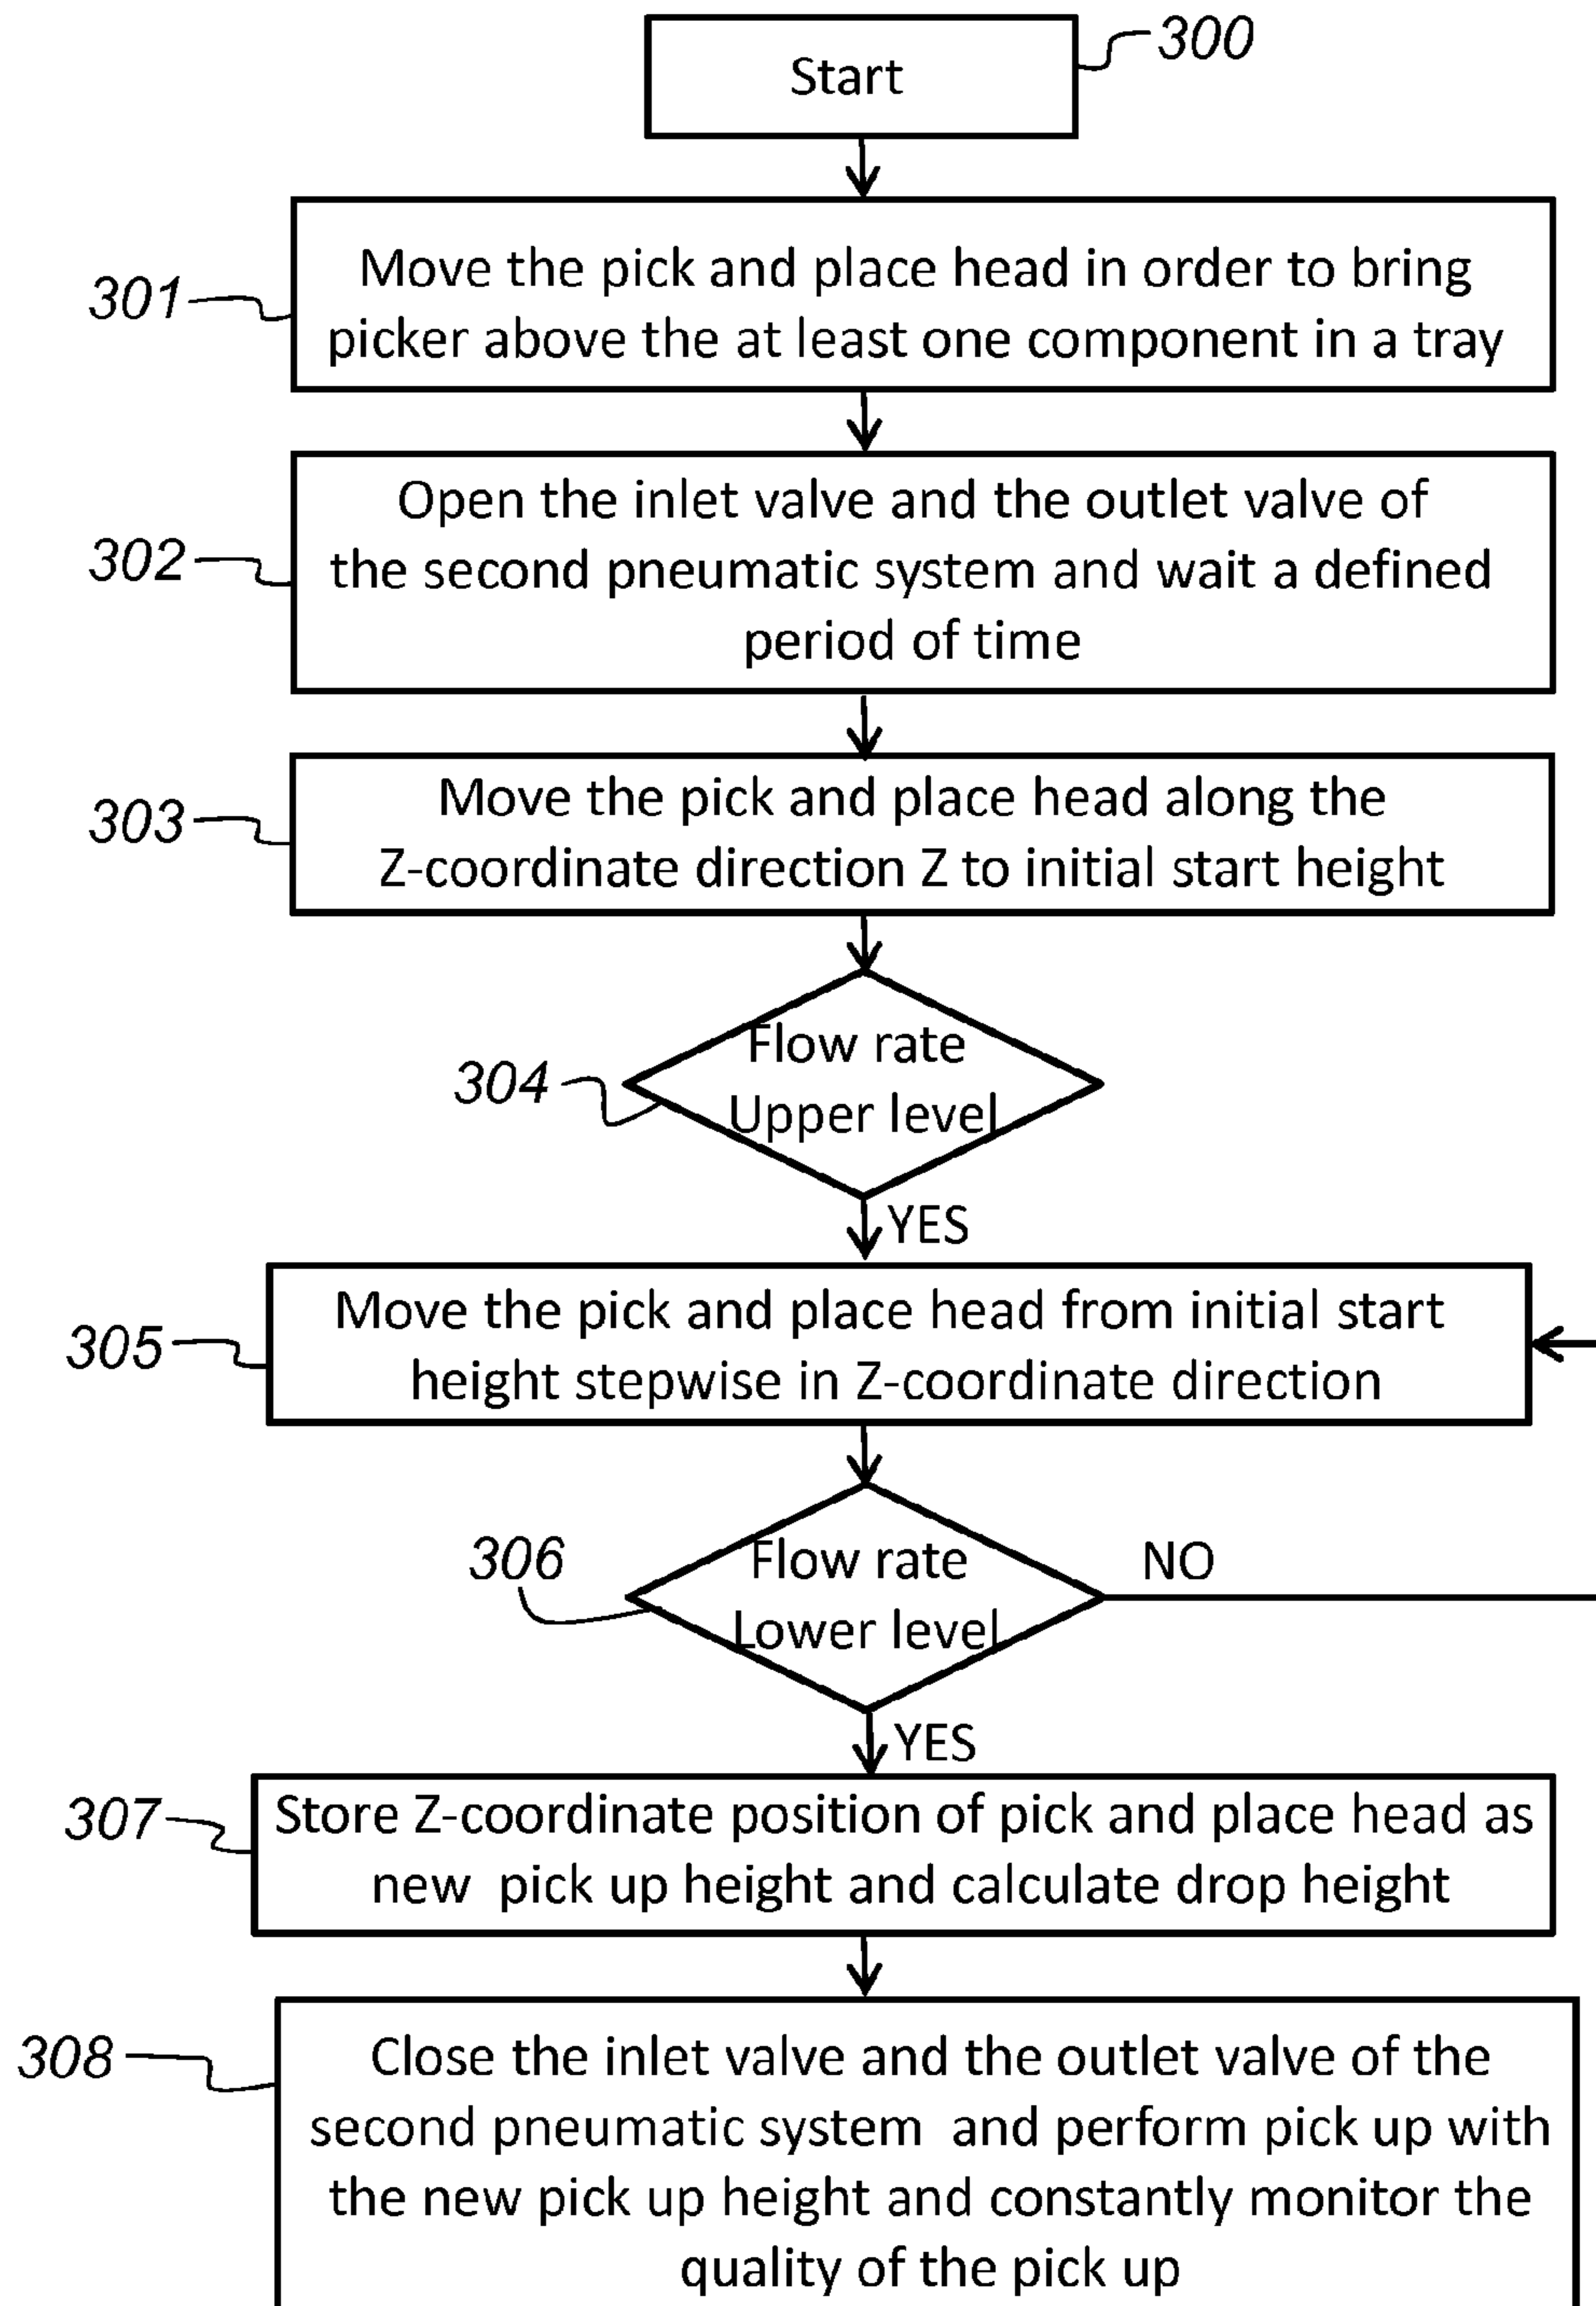 Start
300
301
Move the pick and place head in order to bring
picker above the at least one component in a tray
302
Open the inlet valve and the outlet valve of
the second pneumatic system and wait a defined
period of time
303
Move the pick and place head along the
Z-coordinate direction Z to initial start height
304
Flow rate
Upper level
YES
305
Move the pick and place head from initial start
height stepwise in Z-coordinate direction
306
Flow rate
Lower level
NO
YES
307
Store Z-coordinate position of pick and place head as
new pick up height and calculate drop height
308
Close the inlet valve and the outlet valve of the
second pneumatic system and perform pick up with
the new pick up height and constantly monitor the
quality of the pick up